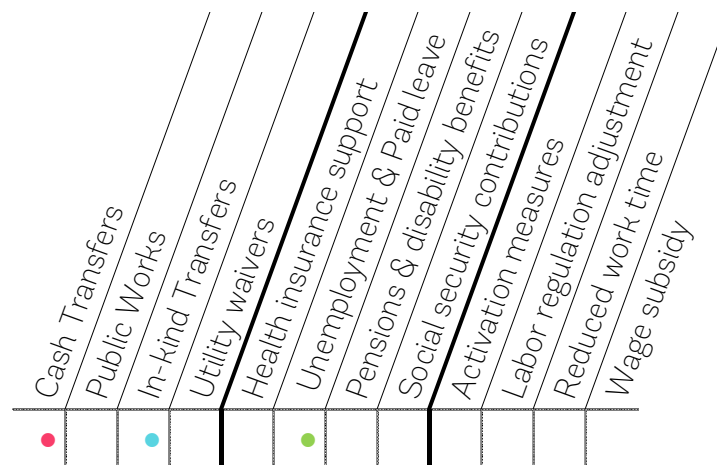 Cash Transfers
Public Works
In-kind Transfers
Utility waivers
Health insurance support
Unemployment & Paid leave
Pensions & disability benefits
Social security contributions
Activation measures
Labor regulation adjustment
Reduced work time
Wage subsidy